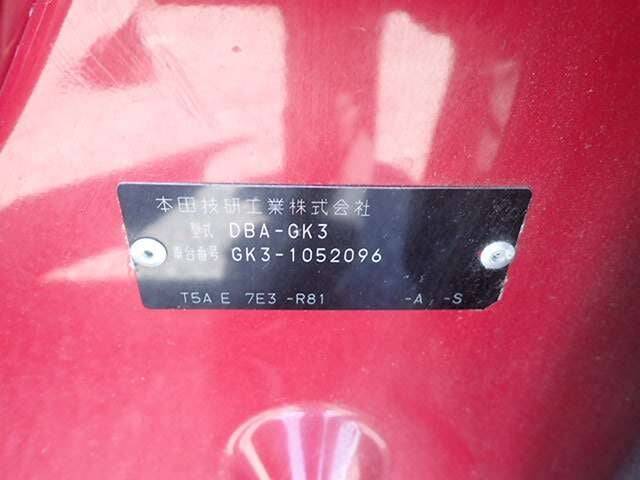 本田技研工業株式会社
型式 DBA-GK3
車台番号 GK3-1052096
T5A E 7E3 -R81 -A -S